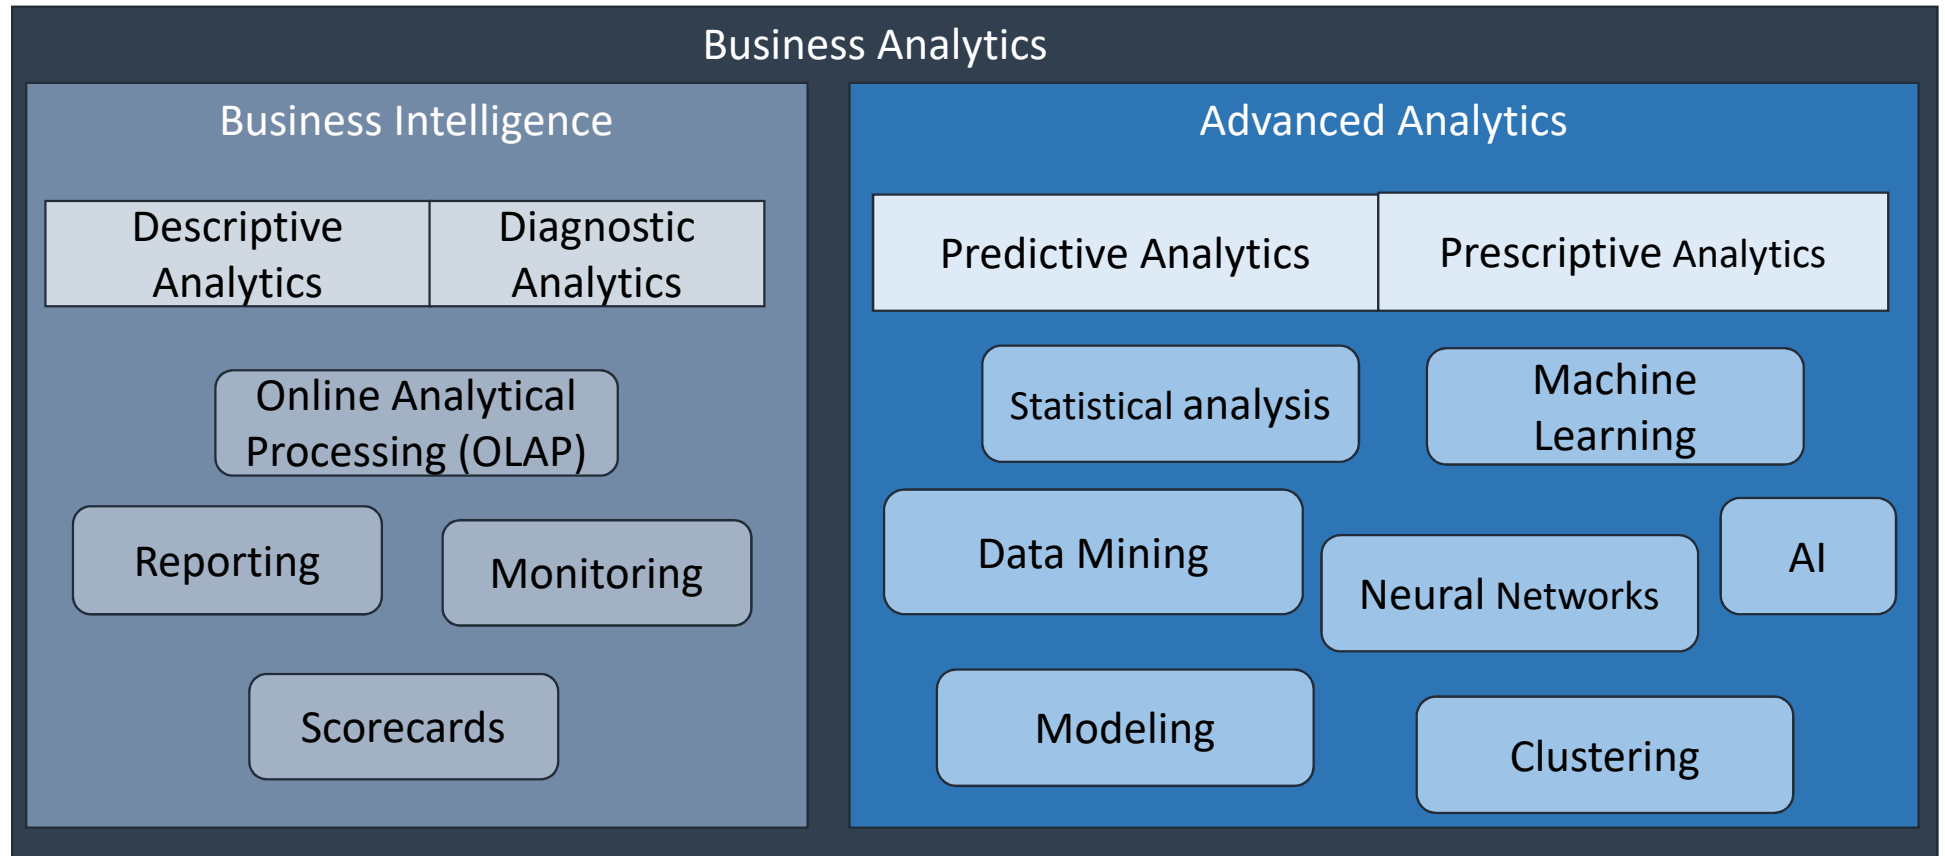 Business Analytics
Business Intelligence
Descriptive
Analytics
Diagnostic
Analytics
Online Analytical
Processing (OLAP)
Reporting
Monitoring
Scorecards
Advanced Analytics
Predictive Analytics
Prescriptive Analytics
Statistical analysis
Machine
Learning
Data Mining
Neural Networks
AI
Modeling
Clustering